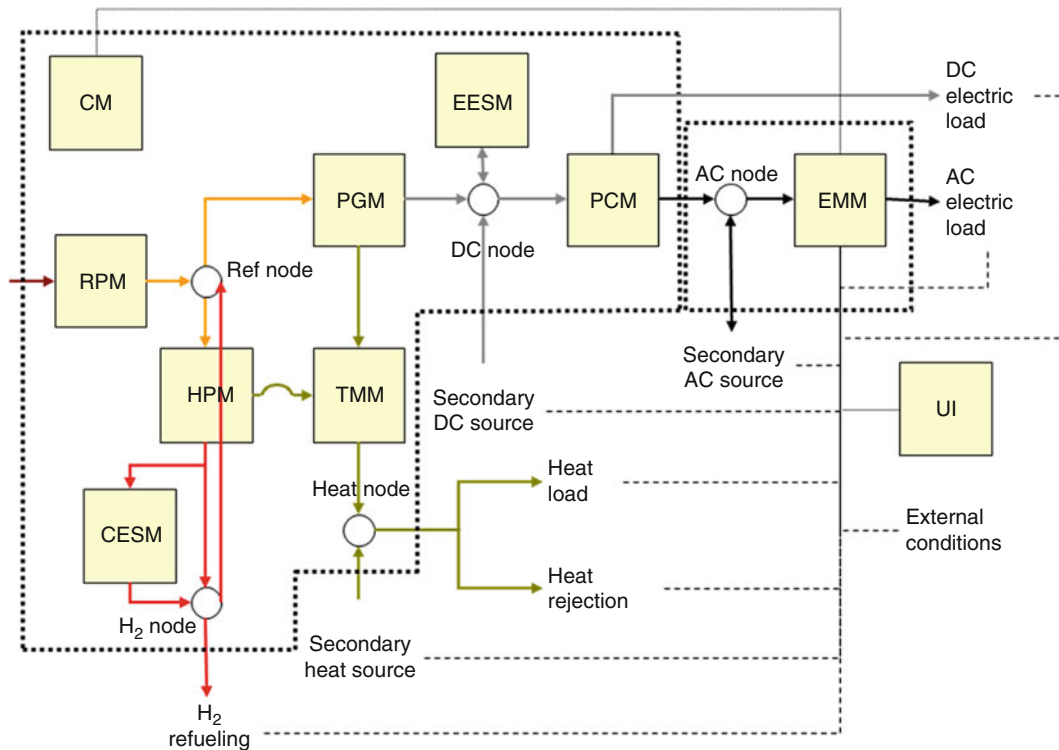 CM
EESM
DC
electric
load
PGM
PCM
AC node
EMM
AC
electric
load
DC node
RPM
Ref node
HPM
TMM
Secondary
AC source
Secondary
DC source
UI
Heat node
Heat
load
CESM
External
conditions
Heat
rejection
H₂ node
Secondary
heat source
H₂
refueling